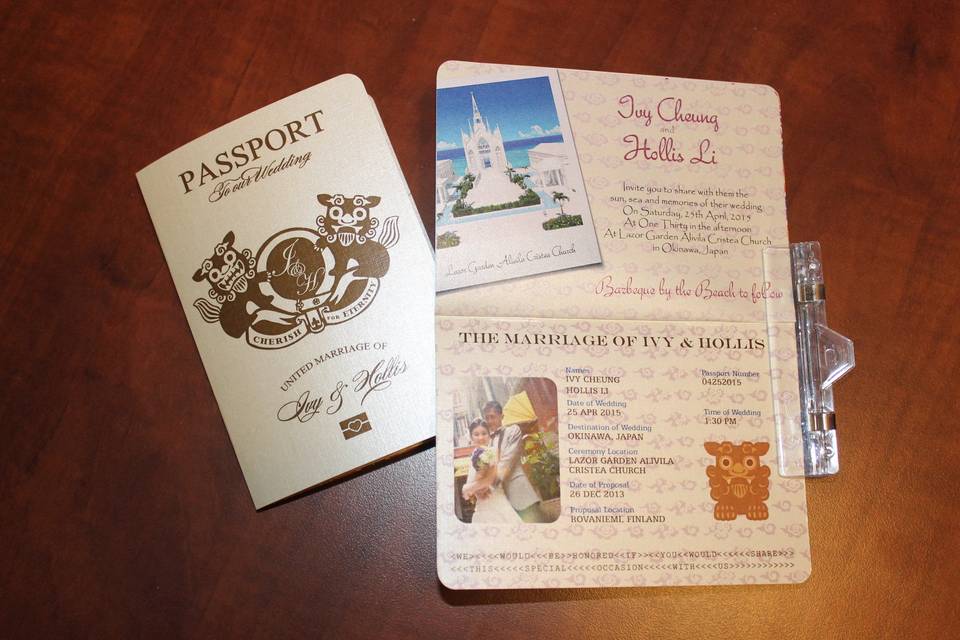 PASSPORT
To our Wedding
I & H
CHERISH FOR ETERNITY
UNITED MARRIAGE OF
Ivy & Hollis
Lazor Garden Alivila Cristea Church
Ivy Cheung
and
Hollis Li
Invite you to share with them the
sun, sea and memories of their wedding
On Saturday, 25th April, 2015
At One Thirty in the afternoon
At Lazor Garden Alivila Cristea Church
in Okinawa, Japan
Barbeque by the Beach to follow
THE MARRIAGE OF IVY & HOLLIS
Names
IVY CHEUNG
HOLLIS LI
Passport Number
04252015
Date of Wedding
25 APR 2015
Time of Wedding
1:30 PM
Destination of Wedding
OKINAWA, JAPAN
Ceremony Location
LAZOR GARDEN ALIVILA
CRISTEA CHURCH
Date of Proposal
26 DEC 2013
Proposal Location
ROVANIEMI, FINLAND
<WE><<<<WOULD<<<BE>>HONORED<<IF>><<YOU<<WOULD<<<<<<SHARE>>>
<<<THIS<<<<<SPECIAL<<<<<OCCASION<<<<<WITH<<<<US>>>>>>>>>>>>>